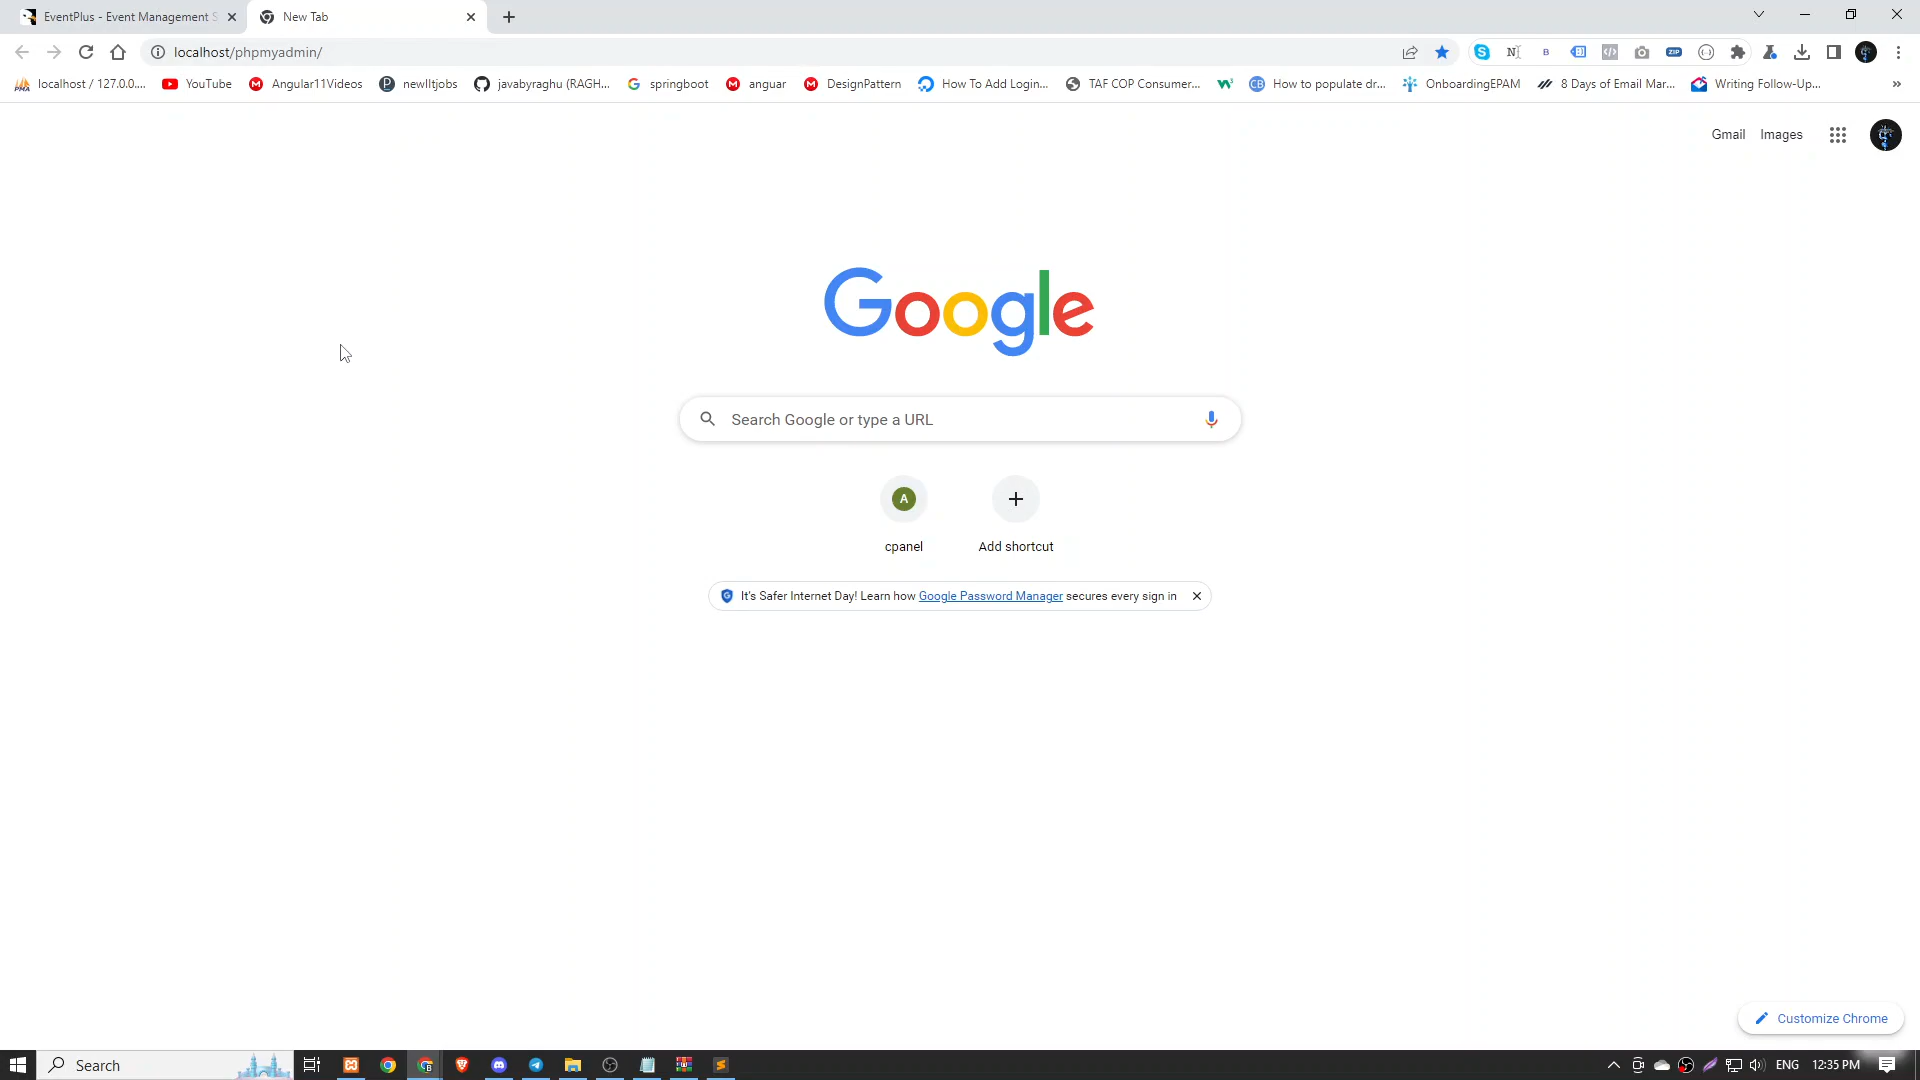 EventPlus - Event Management S
New Tab
localhost/phpmyadmin/
localhost / 127.0.0....
YouTube
Angular11Videos
newIItjobs
javabyraghu (RAGH...
springboot
anguar
DesignPattern
How To Add Login...
TAF COP Consumer...
How to populate dr...
OnboardingEPAM
8 Days of Email Mar...
Writing Follow-Up...
Gmail
Images
Google
Search Google or type a URL
A
cpanel
Add shortcut
It's Safer Internet Day! Learn how Google Password Manager secures every sign in
Customize Chrome
Search
ENG
12:35 PM